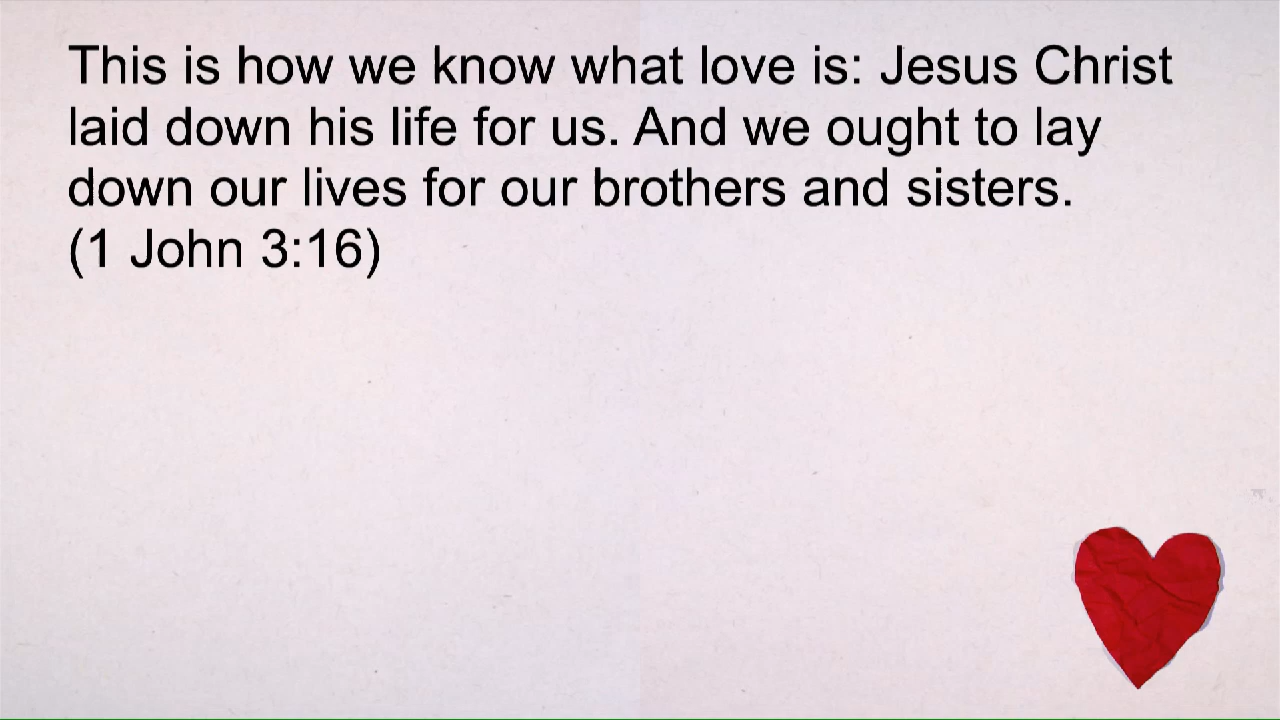 This is how we know what love is: Jesus Christ
laid down his life for us. And we ought to lay
down our lives for our brothers and sisters.
(1 John 3:16)